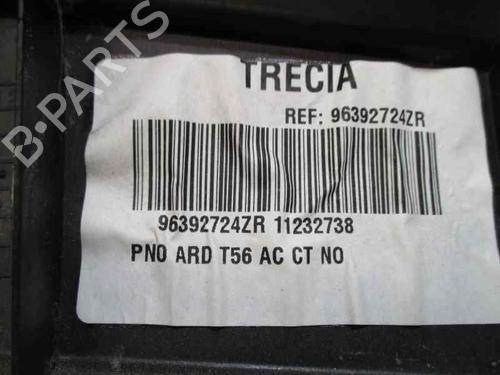 B-PARTS
TRECIA
REF: 96392724ZR
96392724ZR 11232738
PNO ARD T56 AC CT NO